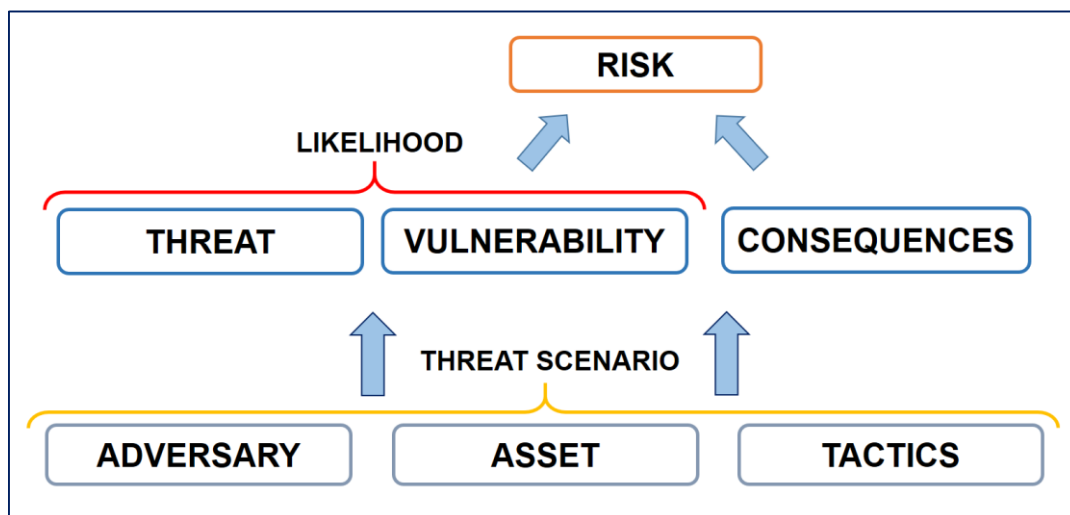 RISK
LIKELIHOOD
THREAT
VULNERABILITY
CONSEQUENCES
THREAT SCENARIO
ADVERSARY
ASSET
TACTICS